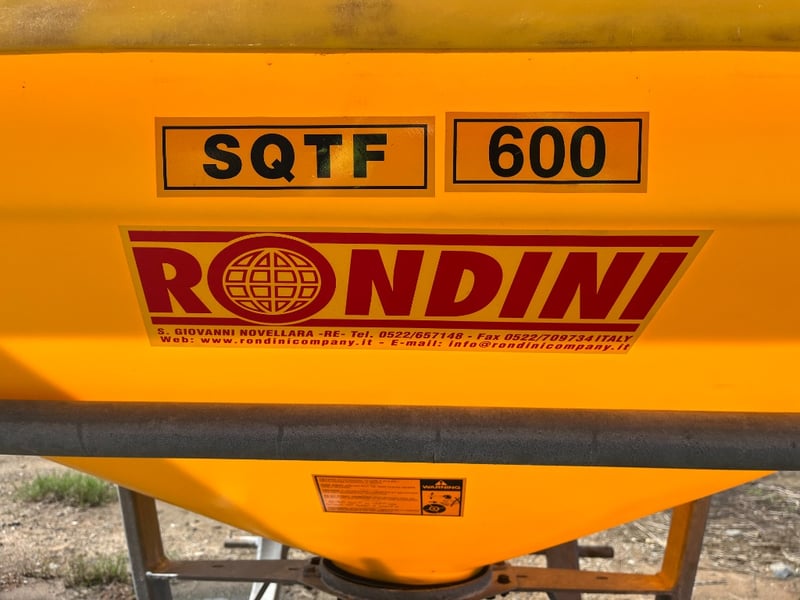 SQTF 600
RONDINI
S. GIOVANNI NOVELLARA -RE- Tel. 0522/657148 - Fax 0522/709734 ITALY
Web: www.rondinicompany.it - E-mail: info@rondinicompany.it
WARNING